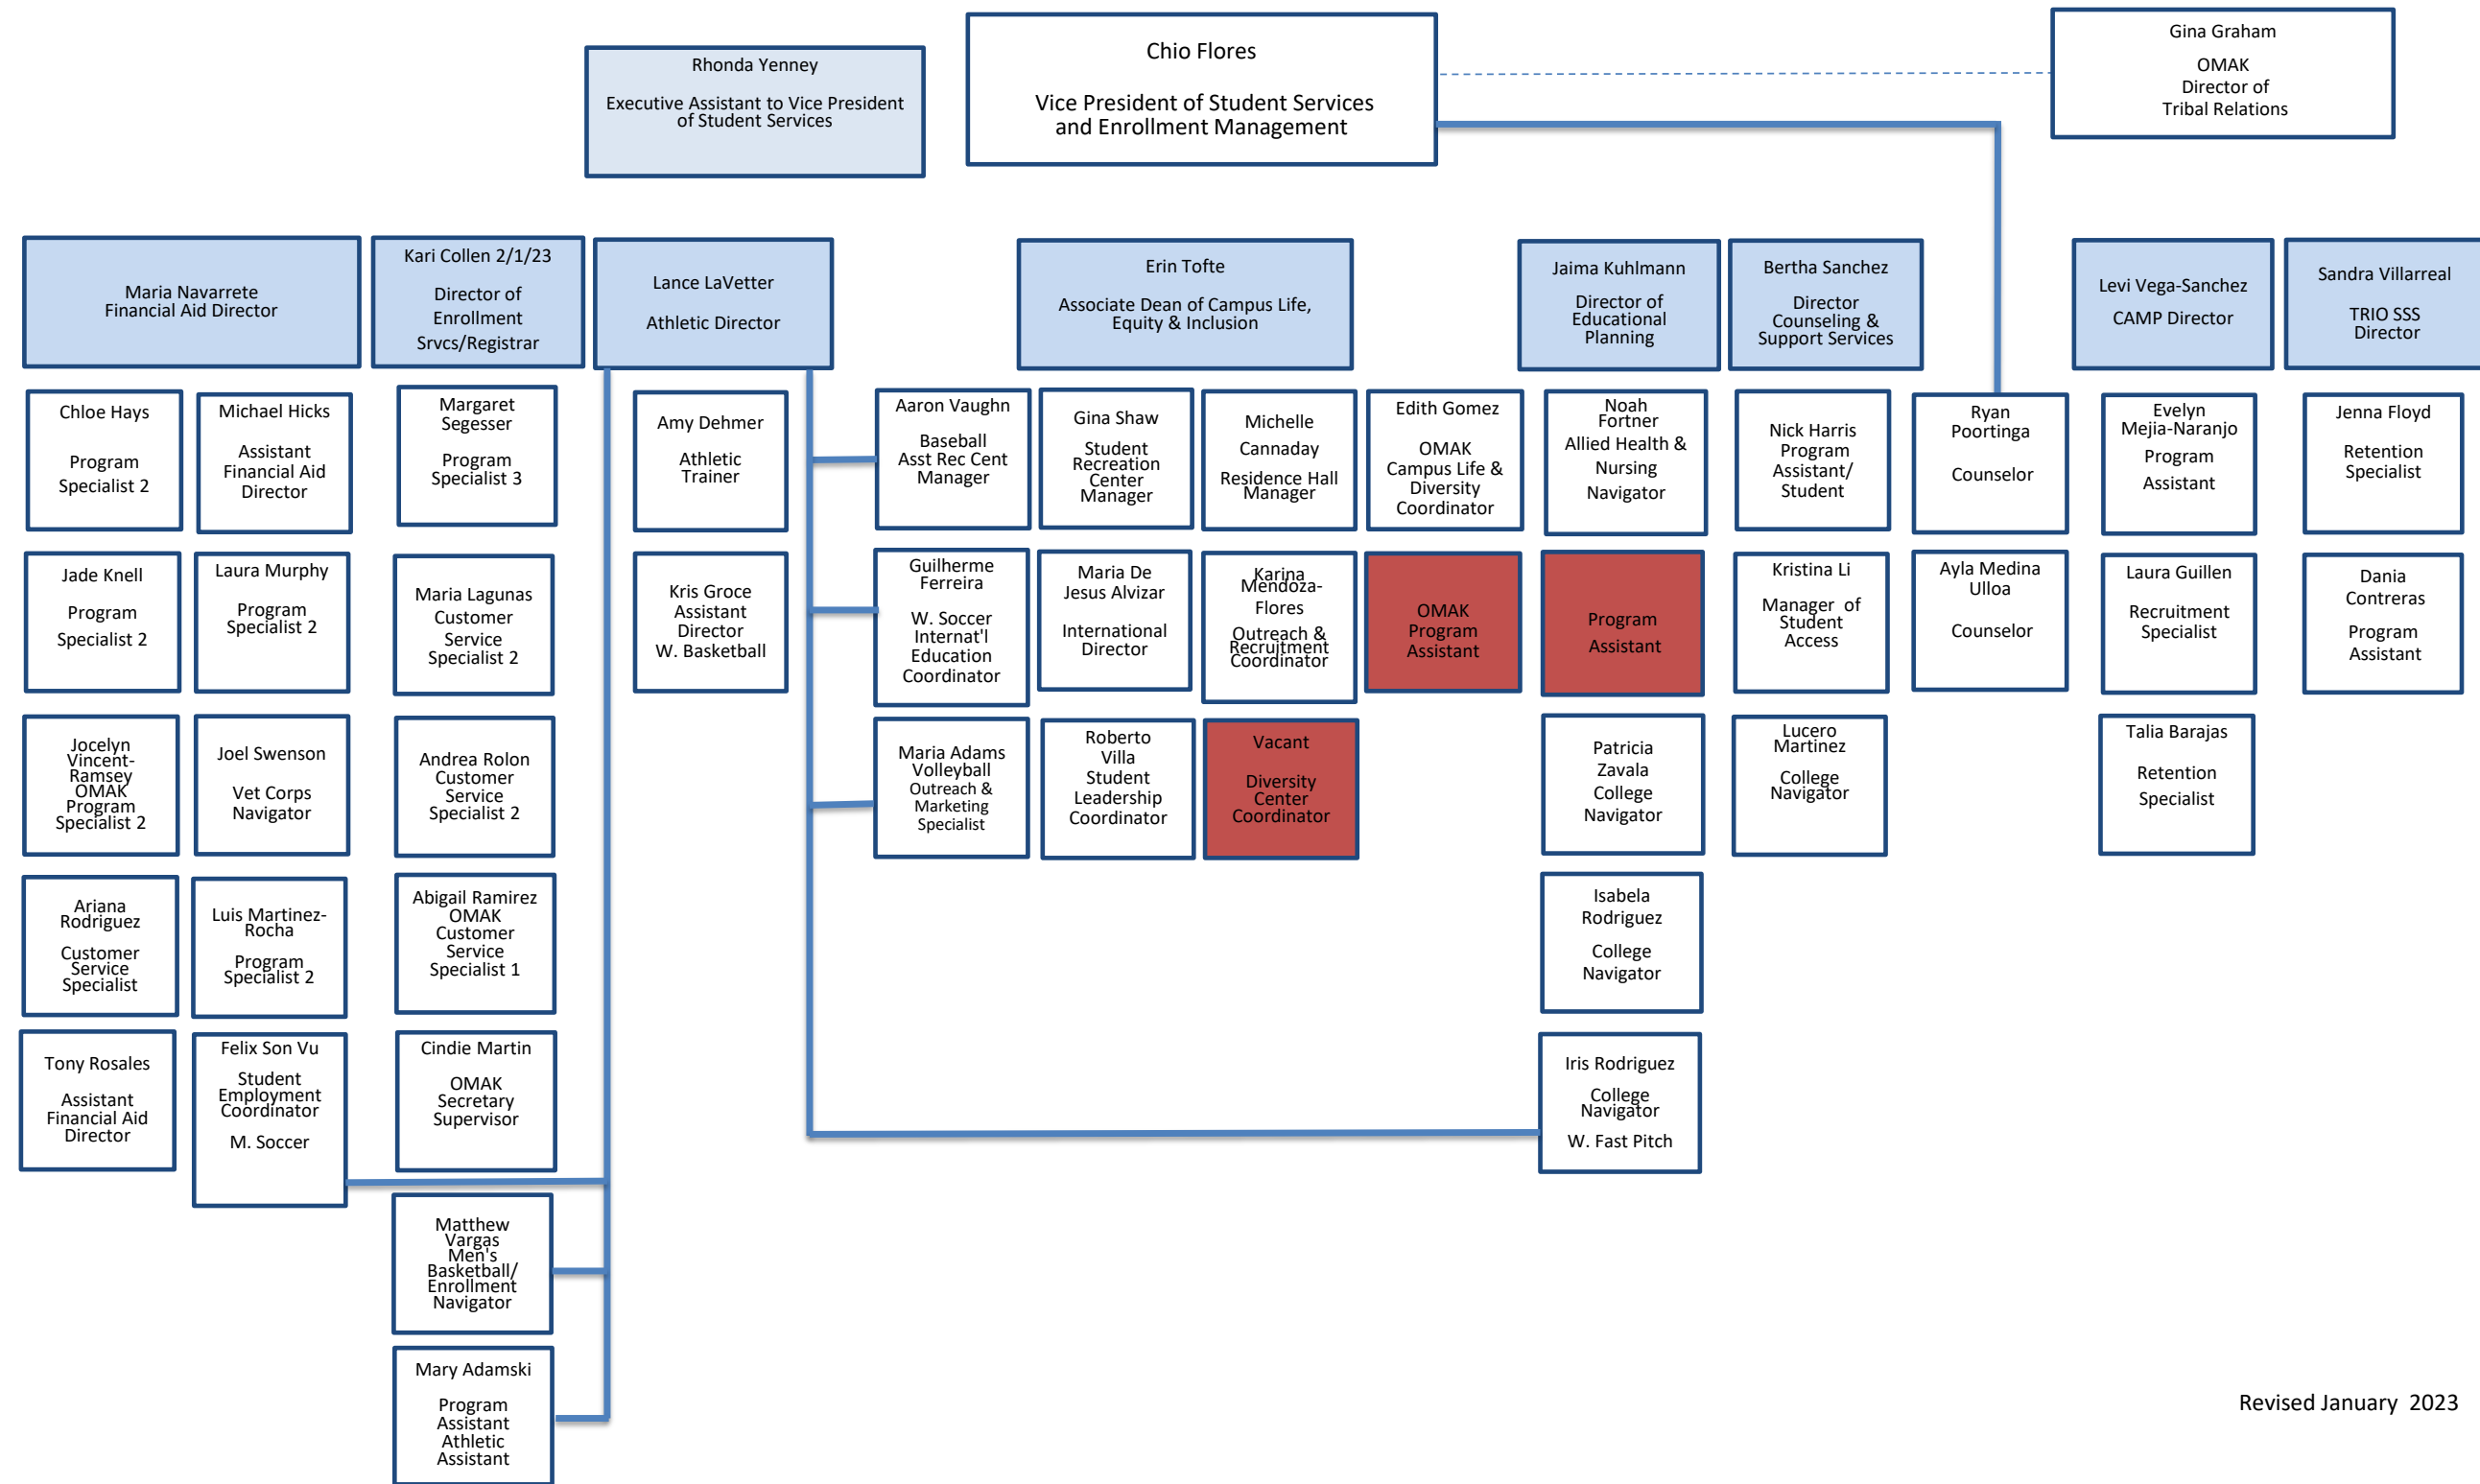 Rhonda Yenney
Executive Assistant to Vice President
of Student Services
Chio Flores
Vice President of Student Services
and Enrollment Management
Gina Graham
OMAK
Director of
Tribal Relations
Maria Navarrete
Financial Aid Director
Kari Collen 2/1/23
Director of
Enrollment
Srvcs/Registrar
Lance LaVetter
Athletic Director
Erin Tofte
Associate Dean of Campus Life,
Equity & Inclusion
Jaima Kuhlmann
Director of
Educational
Planning
Bertha Sanchez
Director
Counseling &
Support Services
Levi Vega-Sanchez
CAMP Director
Sandra Villarreal
TRIO SSS
Director
Chloe Hays
Program
Specialist 2
Michael Hicks
Assistant
Financial Aid
Director
Margaret
Segesser
Program
Specialist 3
Amy Dehmer
Athletic
Trainer
Aaron Vaughn
Baseball
Asst Rec Cent
Manager
Gina Shaw
Student
Recreation
Center
Manager
Michelle
Cannaday
Residence Hall
Manager
Edith Gomez
OMAK
Campus Life &
Diversity
Coordinator
Noah
Fortner
Allied Health &
Nursing
Navigator
Nick Harris
Program
Assistant/
Student
Ryan
Poortinga
Counselor
Evelyn
Mejia-Naranjo
Program
Assistant
Jenna Floyd
Retention
Specialist
Jade Knell
Program
Specialist 2
Laura Murphy
Program
Specialist 2
Maria Lagunas
Customer
Service
Specialist 2
Kris Groce
Assistant
Director
W. Basketball
Guilherme
Ferreira
W. Soccer
Internat'l
Education
Coordinator
Maria De
Jesus Alvizar
International
Director
Karina
Mendoza-
Flores
Outreach &
Recruitment
Coordinator
OMAK
Program
Assistant
Program
Assistant
Kristina Li
Manager of
Student
Access
Ayla Medina
Ulloa
Counselor
Laura Guillen
Recruitment
Specialist
Dania
Contreras
Program
Assistant
Jocelyn
Vincent-
Ramsey
OMAK
Program
Specialist 2
Joel Swenson
Vet Corps
Navigator
Andrea Rolon
Customer
Service
Specialist 2
Maria Adams
Volleyball
Outreach &
Marketing
Specialist
Roberto
Villa
Student
Leadership
Coordinator
Vacant
Diversity
Center
Coordinator
Patricia
Zavala
College
Navigator
Lucero
Martinez
College
Navigator
Talia Barajas
Retention
Specialist
Ariana
Rodriguez
Customer
Service
Specialist
Luis Martinez-
Rocha
Program
Specialist 2
Abigail Ramirez
OMAK
Customer
Service
Specialist 1
Isabela
Rodriguez
College
Navigator
Tony Rosales
Assistant
Financial Aid
Director
Felix Son Vu
Student
Employment
Coordinator
M. Soccer
Cindie Martin
OMAK
Secretary
Supervisor
Iris Rodriguez
College
Navigator
W. Fast Pitch
Matthew
Vargas
Men's
Basketball/
Enrollment
Navigator
Mary Adamski
Program
Assistant
Athletic
Assistant
Revised January 2023